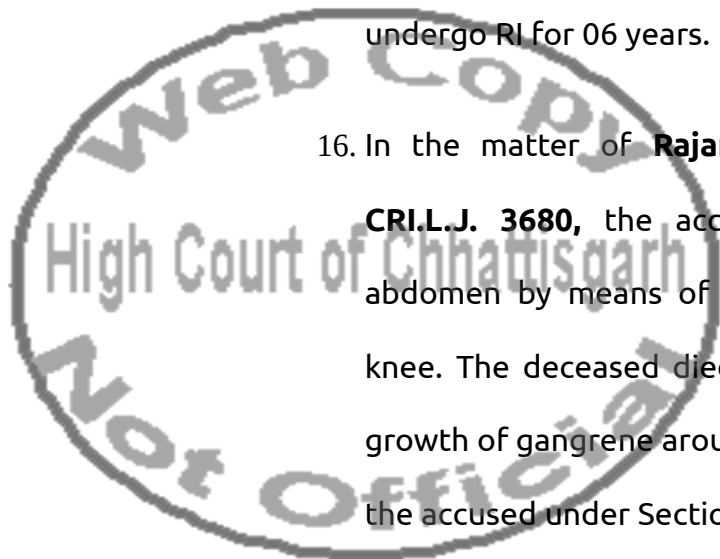 undergo RI for 06 years.
Web Copy
16. In the matter of Raja
CRI.L.J. 3680, the acc
High Court of Chhattisgarh
abdomen by means of
knee. The deceased die
growth of gangrene arou
the accused under Sectio
Not Official